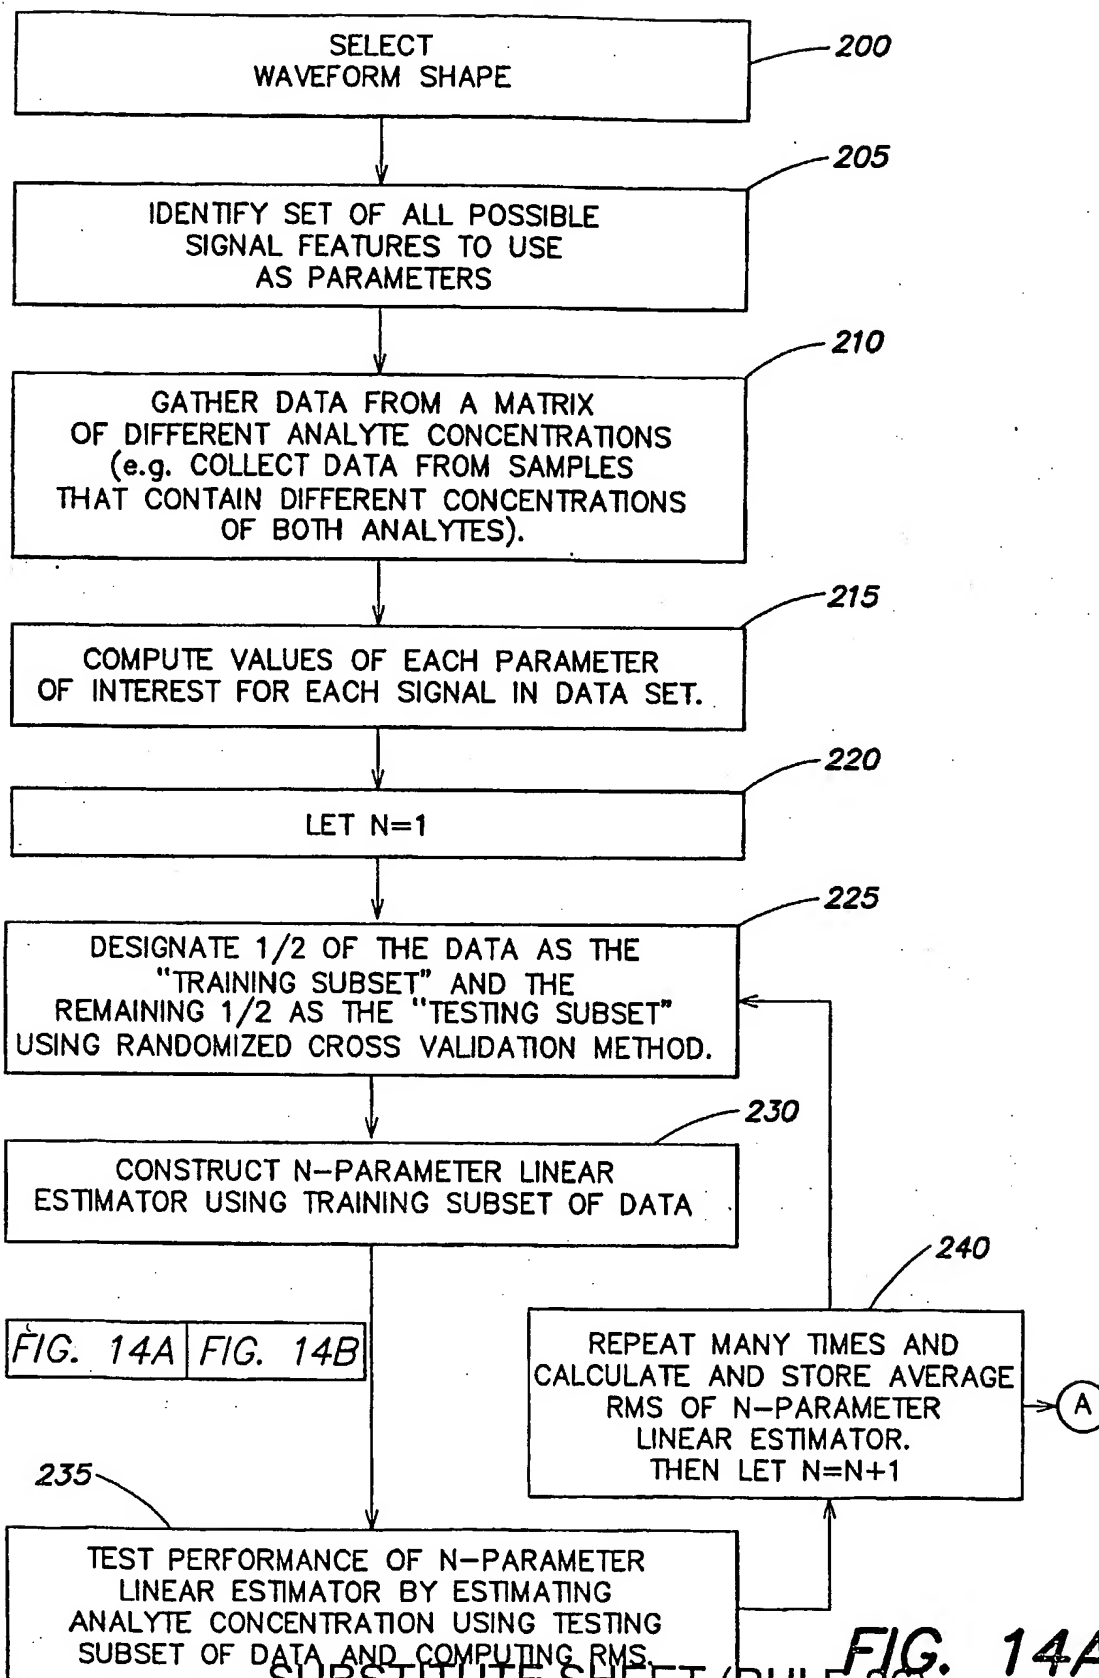 SELECT
WAVEFORM SHAPE
200
205
IDENTIFY SET OF ALL POSSIBLE
SIGNAL FEATURES TO USE
AS PARAMETERS
210
GATHER DATA FROM A MATRIX
OF DIFFERENT ANALYTE CONCENTRATIONS
(e.g. COLLECT DATA FROM SAMPLES
THAT CONTAIN DIFFERENT CONCENTRATIONS
OF BOTH ANALYTES).
215
COMPUTE VALUES OF EACH PARAMETER
OF INTEREST FOR EACH SIGNAL IN DATA SET.
220
LET N=1
225
DESIGNATE 1/2 OF THE DATA AS THE
"TRAINING SUBSET" AND THE
REMAINING 1/2 AS THE "TESTING SUBSET"
USING RANDOMIZED CROSS VALIDATION METHOD.
230
CONSTRUCT N-PARAMETER LINEAR
ESTIMATOR USING TRAINING SUBSET OF DATA
240
FIG. 14A FIG. 14B
REPEAT MANY TIMES AND
CALCULATE AND STORE AVERAGE
RMS OF N-PARAMETER
LINEAR ESTIMATOR.
THEN LET N=N+1
A
235
TEST PERFORMANCE OF N-PARAMETER
LINEAR ESTIMATOR BY ESTIMATING
ANALYTE CONCENTRATION USING TESTING
SUBSET OF DATA AND COMPUTING RMS.
FIG. 14A
SUBSTITUTE SHEET (RULE